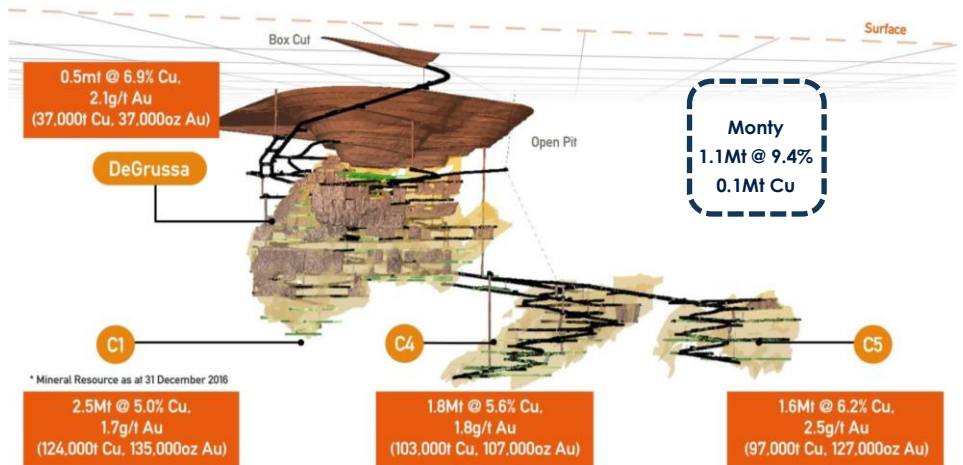 Surface
Box Cut
0.5mt @ 6.9% Cu,
2.1g/t Au
(37,000t Cu, 37,000oz Au)
Monty
1.1Mt @ 9.4%
0.1Mt Cu
Open Pit
DeGrussa
C1
C4
C5
* Mineral Resource as at 31 December 2016
2.5Mt @ 5.0% Cu,
1.7g/t Au
(124,000t Cu, 135,000oz Au)
1.8Mt @ 5.6% Cu,
1.8g/t Au
(103,000t Cu, 107,000oz Au)
1.6Mt @ 6.2% Cu,
2.5g/t Au
(97,000t Cu, 127,000oz Au)